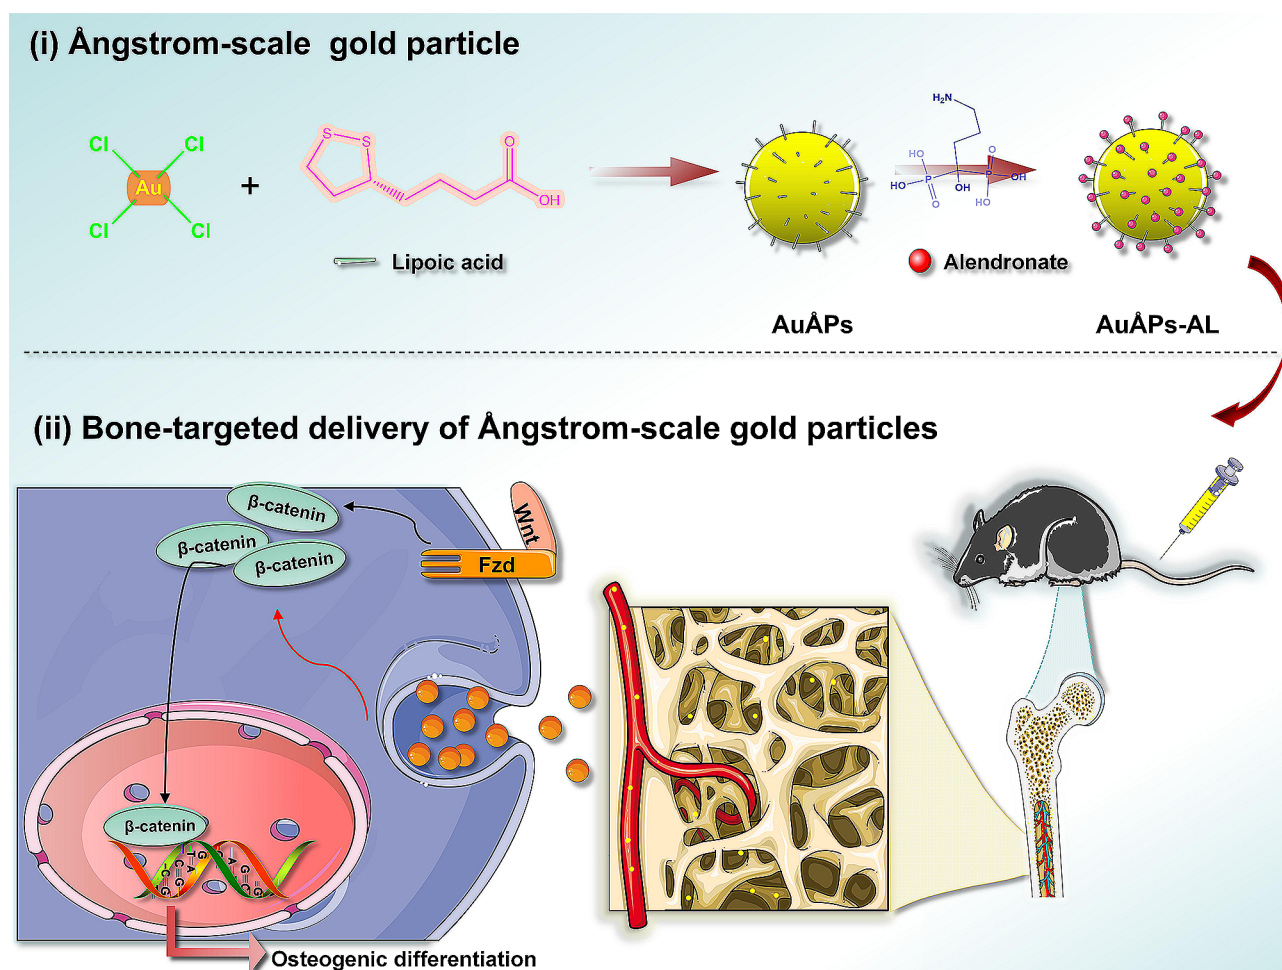 (i) Ångstrom-scale gold particle
Cl
Cl
Au
Cl
Cl
+
S
S
O
OH
Lipoic acid
H₂N
HO
O
HO
P
P
OH
O
OH
HO
Alendronate
AuÅPs
AuÅPs-AL
(ii) Bone-targeted delivery of Ångstrom-scale gold particles
β-catenin
β-catenin
β-catenin
Wnt
Fzd
β-catenin
Osteogenic differentiation